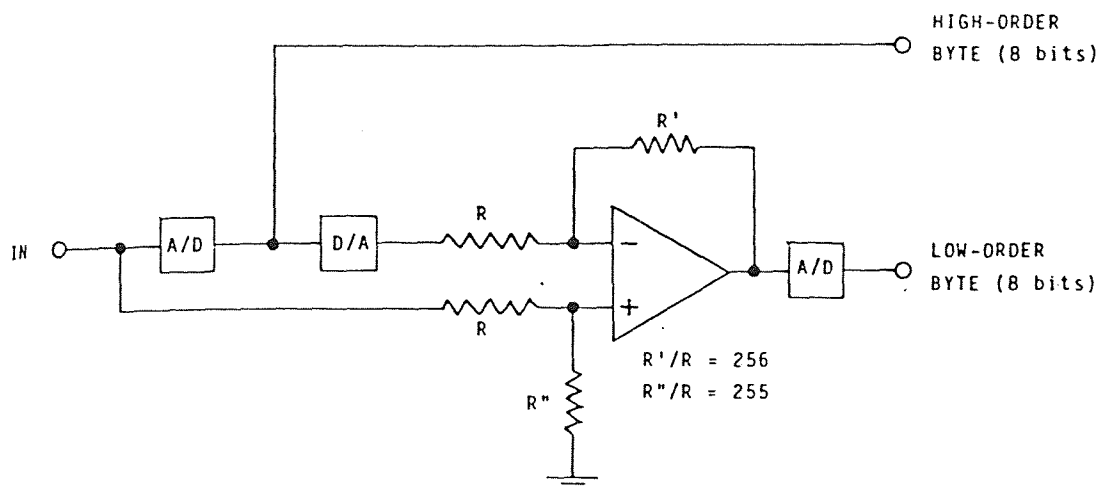 HIGH-ORDER
BYTE (8 bits)
R'
R
A/D
D/A
−
IN
LOW-ORDER
A/D
BYTE (8 bits)
+
R
R'/R = 256
R"/R = 255
R"